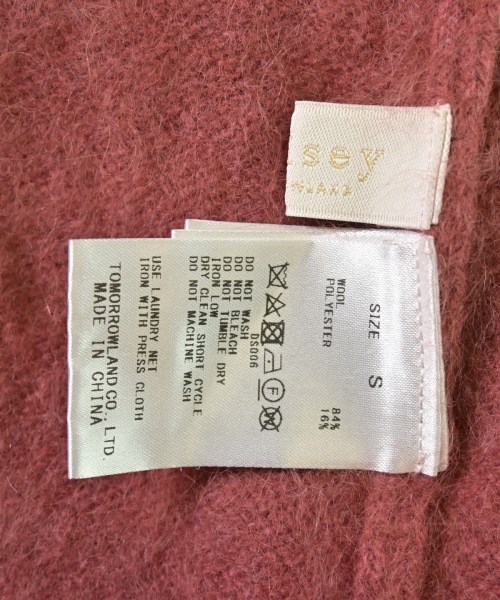 sey
SIZE S
WOOL 84%
POLYESTER 16%
DS006
DO NOT WASH
DO NOT BLEACH
DO NOT TUMBLE DRY
IRON LOW
DRY CLEAN SHORT CYCLE
DO NOT MACHINE WASH
USE LAUNDRY NET
IRON WITH PRESS CLOTH
TOMORROWLAND CO., LTD.
MADE IN CHINA